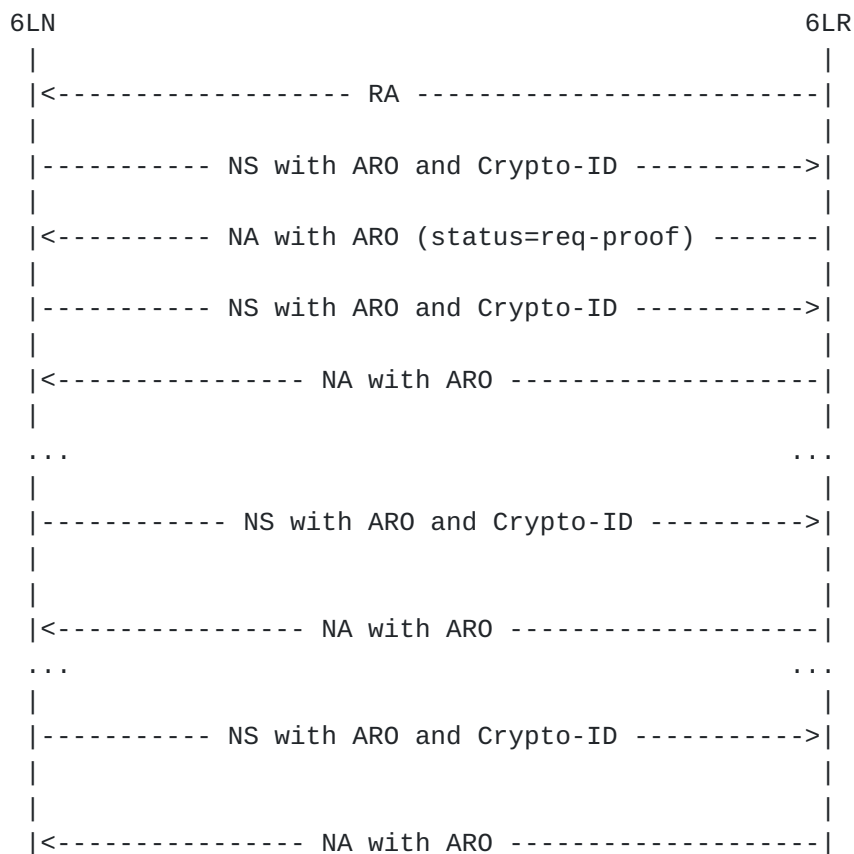 6LN                                                6LR
 |                                                  |
 |<------------------- RA --------------------------|
 |                                                  |
 |----------- NS with ARO and Crypto-ID ----------->|
 |                                                  |
 |<---------- NA with ARO (status=req-proof) -------|
 |                                                  |
 |----------- NS with ARO and Crypto-ID ----------->|
 |                                                  |
 |<---------------- NA with ARO --------------------|
 |                                                  |
 ...                                              ...
 |                                                  |
 |------------ NS with ARO and Crypto-ID ---------->|
 |                                                  |
 |                                                  |
 |<---------------- NA with ARO --------------------|
 ...                                              ...
 |                                                  |
 |----------- NS with ARO and Crypto-ID ----------->|
 |                                                  |
 |                                                  |
 |<---------------- NA with ARO --------------------|